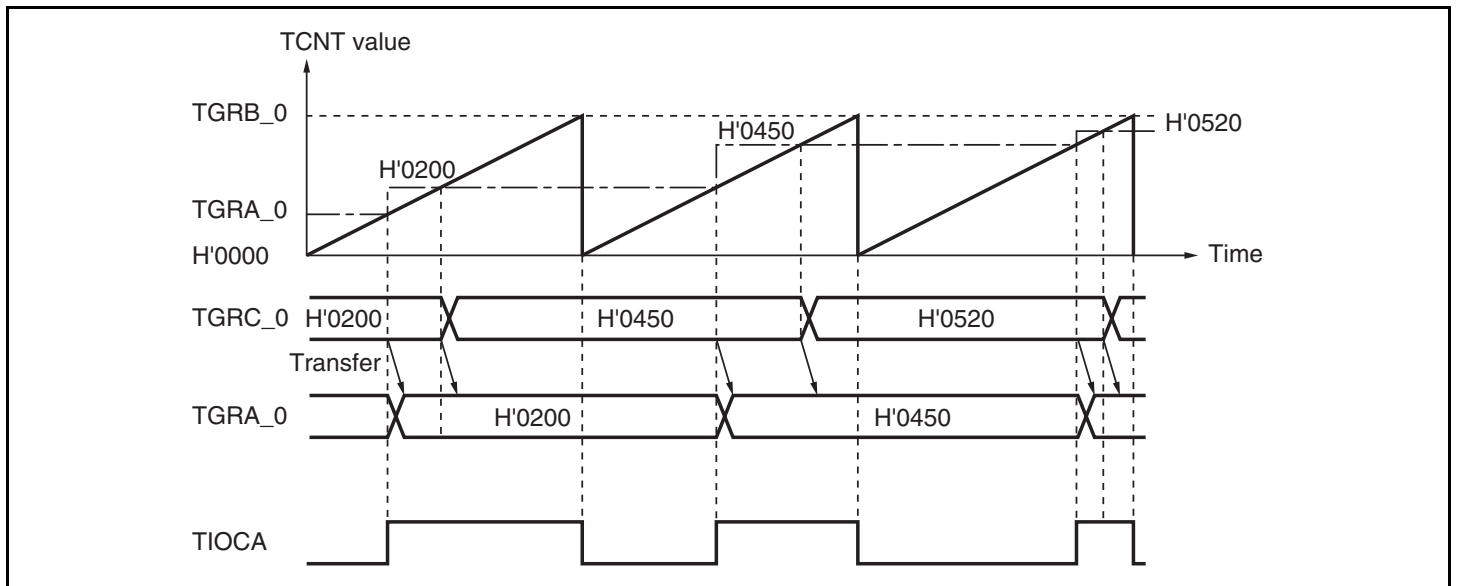 TCNT value
TGRB_0
H'0450
H'0520
H'0200
TGRA_0
H'0000
Time
TGRC_0 H'0200 H'0450 H'0520
Transfer
TGRA_0 H'0200 H'0450
TIOCA